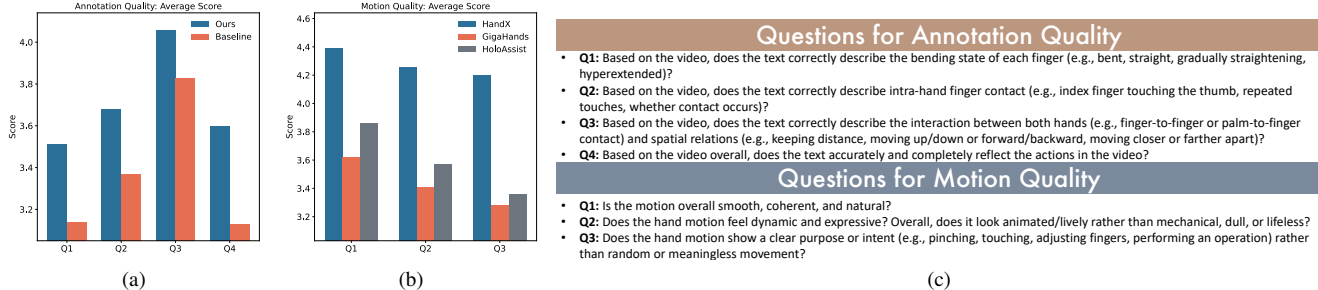 Annotation Quality: Average Score
Ours
Baseline
4.0
3.8
3.6
3.4
3.2
Score
Q1 Q2 Q3 Q4
(a)
Motion Quality: Average Score
HandX
GigaHands
HoloAssist
4.6
4.4
4.2
4.0
3.8
3.6
3.4
3.2
Score
Q1 Q2 Q3
(b)
Questions for Annotation Quality
• Q1: Based on the video, does the text correctly describe the bending state of each finger (e.g., bent, straight, gradually straightening,
hyperextended)?
• Q2: Based on the video, does the text correctly describe intra-hand finger contact (e.g., index finger touching the thumb, repeated
touches, whether contact occurs)?
• Q3: Based on the video, does the text correctly describe the interaction between both hands (e.g., finger-to-finger or palm-to-finger
contact) and spatial relations (e.g., keeping distance, moving up/down or forward/backward, moving closer or farther apart)?
• Q4: Based on the video overall, does the text accurately and completely reflect the actions in the video?
Questions for Motion Quality
• Q1: Is the motion overall smooth, coherent, and natural?
• Q2: Does the hand motion feel dynamic and expressive? Overall, does it look animated/lively rather than mechanical, dull, or lifeless?
• Q3: Does the hand motion show a clear purpose or intent (e.g., pinching, touching, adjusting fingers, performing an operation) rather
than random or meaningless movement?
(c)